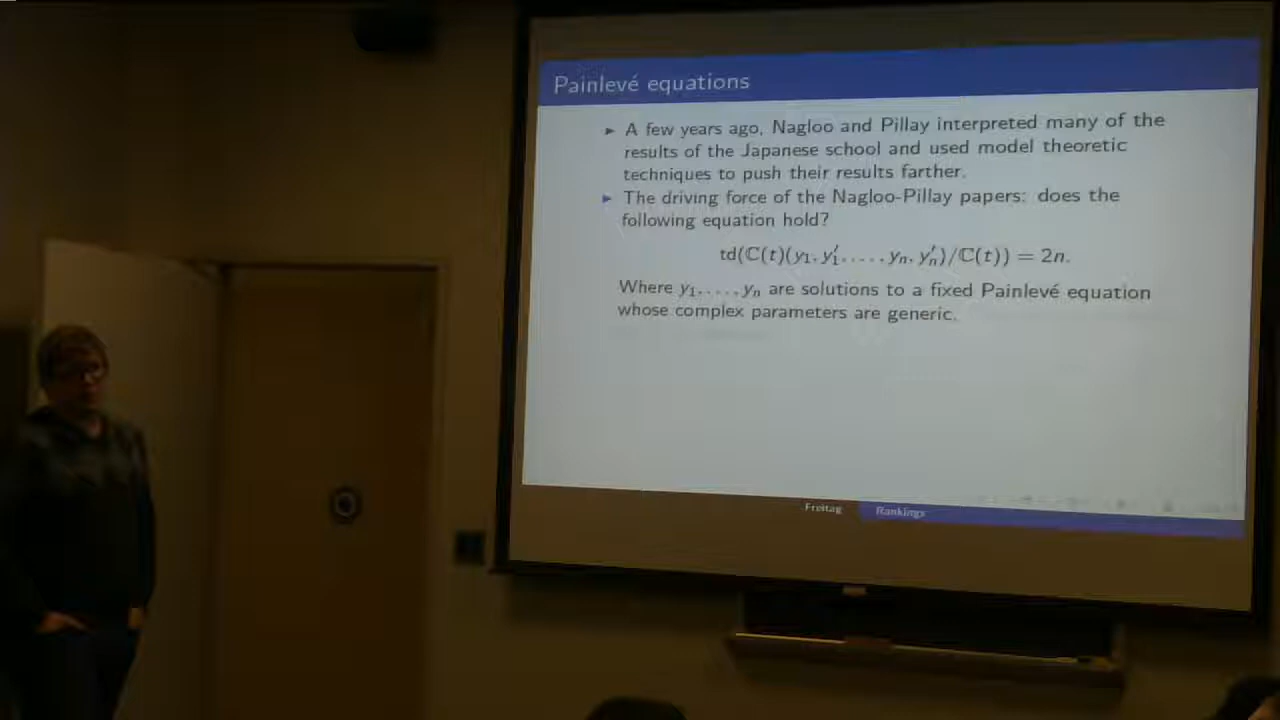 Painlevé equations
▶ A few years ago, Nagloo and Pillay interpreted many of the
results of the Japanese school and used model theoretic
techniques to push their results farther.
▶ The driving force of the Nagloo-Pillay papers: does the
following equation hold?
td(ℂ(t)(y₁, y′₁, . . . , yₙ, y′ₙ)/ℂ(t)) = 2n.
Where y₁, . . . , yₙ are solutions to a fixed Painlevé equation
whose complex parameters are generic.
Freitag Rankings